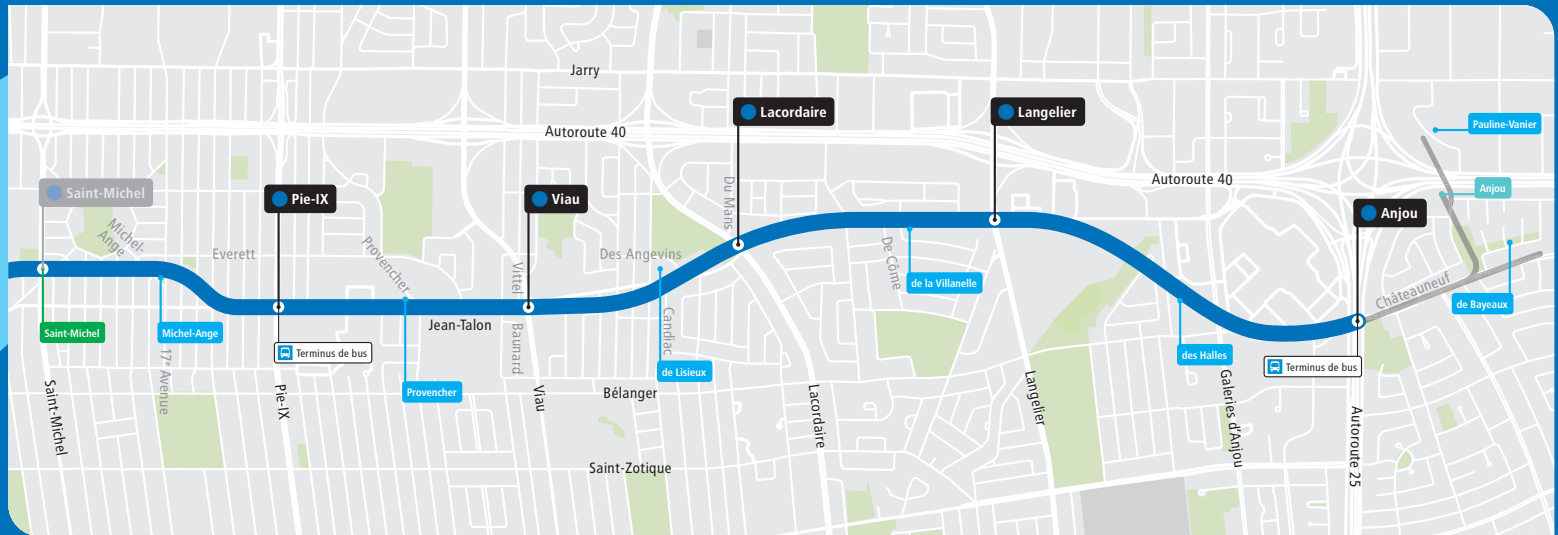 Jarry
Lacordaire
Langelier
Pauline-Vanier
Autoroute 40
Autoroute 40
Saint-Michel
Pie-IX
Viau
Du Mans
Anjou
Anjou
Michel-
Ange
Everett
Provencher
Vittel
Des Angevins
De Côme
de la Villanelle
Châteauneuf
de Bayeaux
Saint-Michel
Michel-Ange
Jean-Talon
Baunard
Candiac
Terminus de bus
17e Avenue
de Lisieux
des Halles
Terminus de bus
Provencher
Saint-Michel
Pie-IX
Viau
Bélanger
Lacordaire
Langelier
Galeries d'Anjou
Autoroute 25
Saint-Zotique